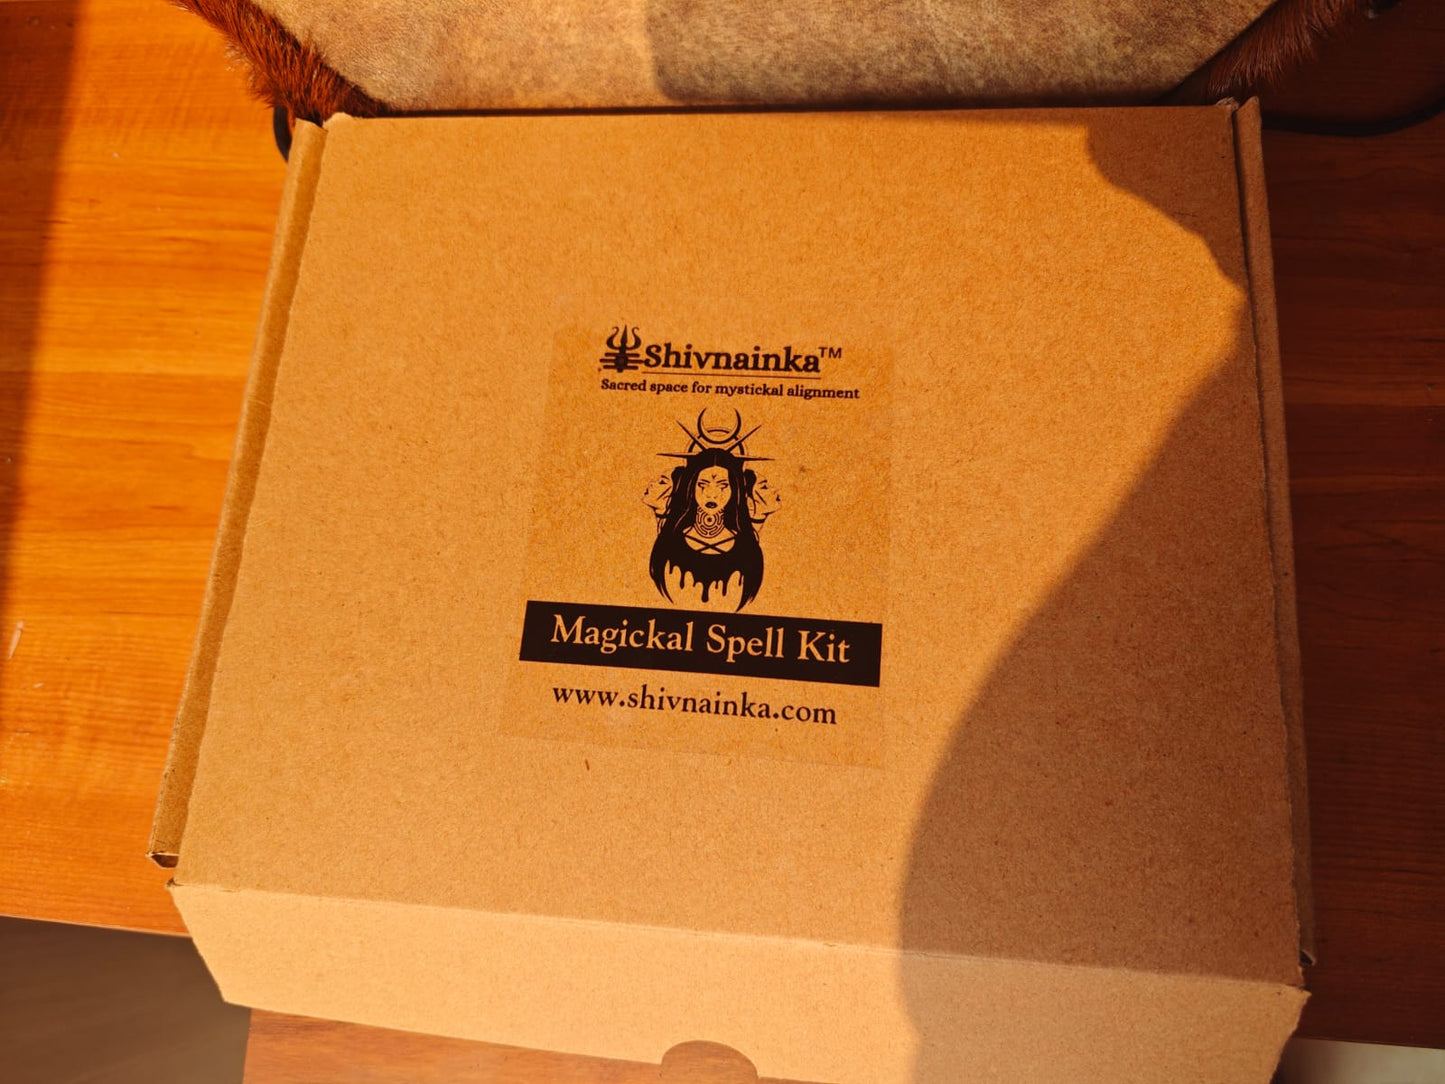 Shivnainka™
Sacred space for mystickal alignment
Magickal Spell Kit
www.shivnainka.com